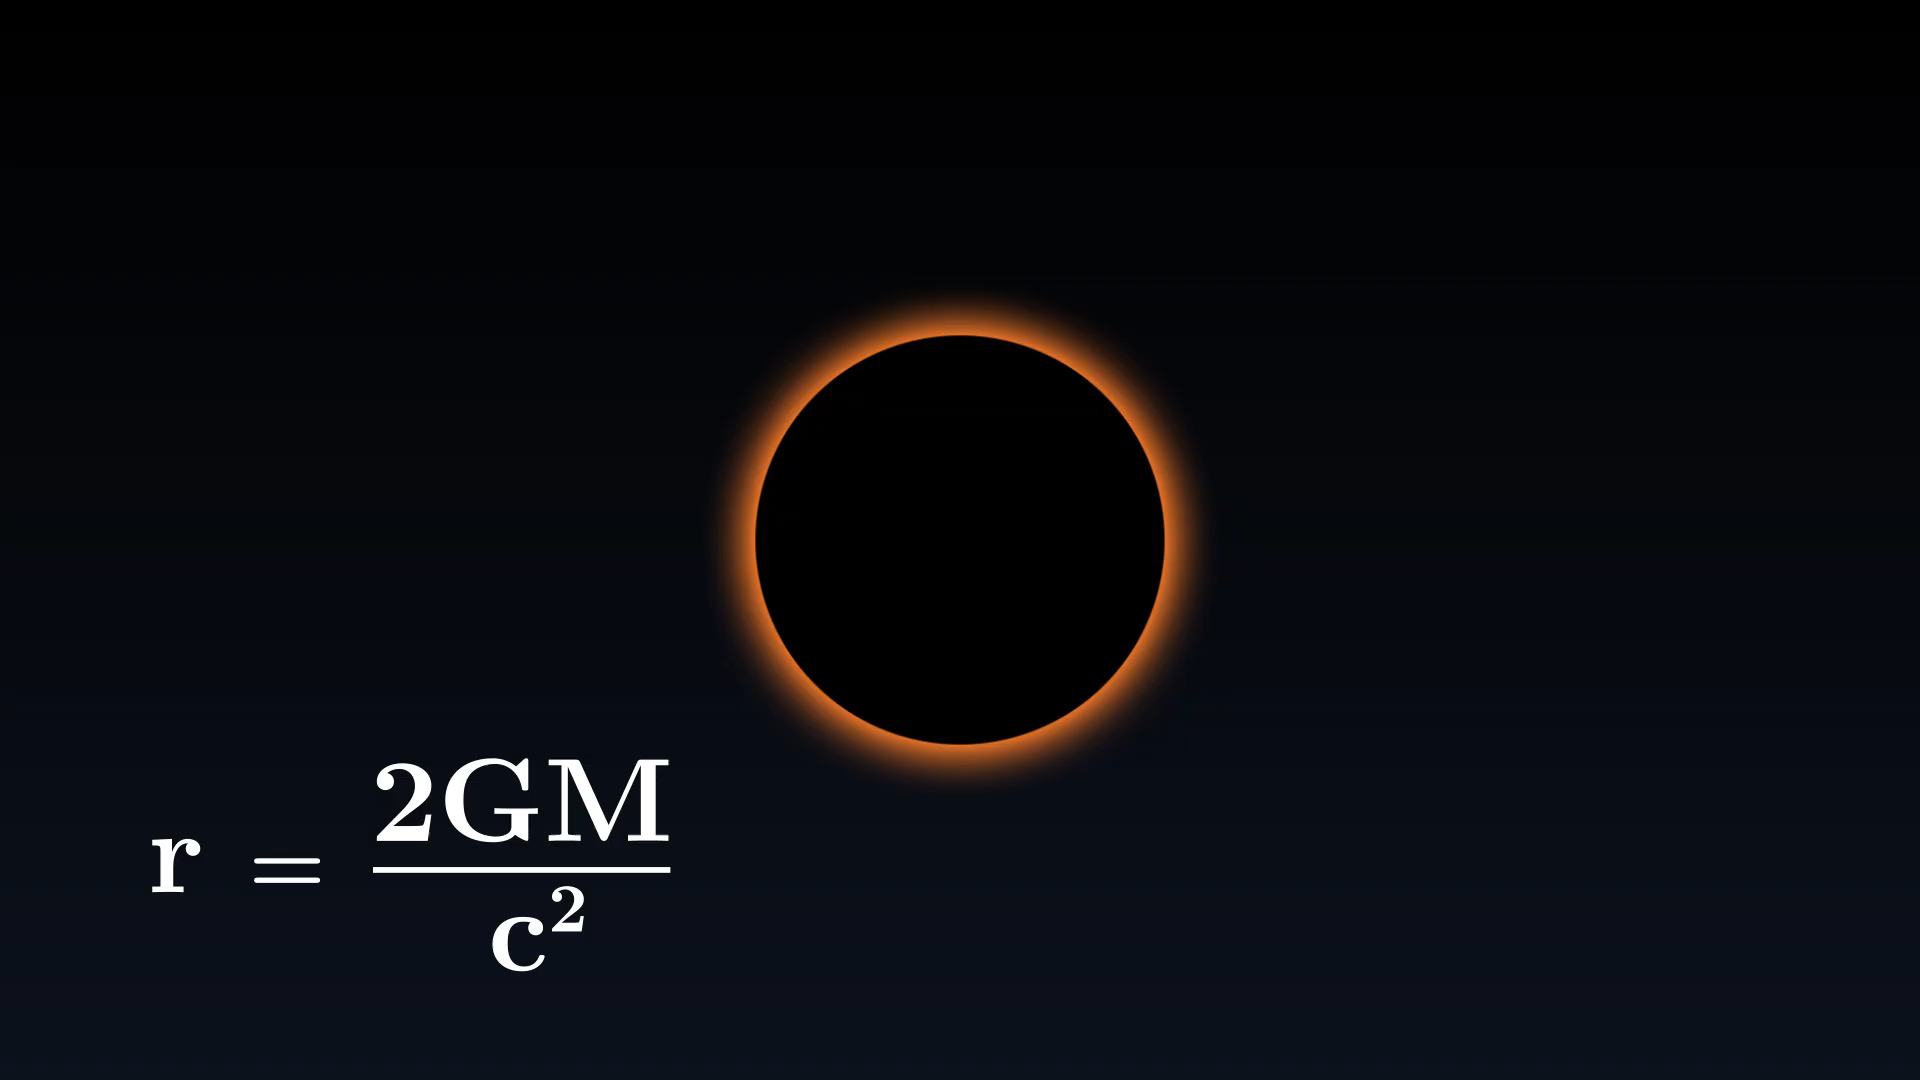 r = 2GM/c²